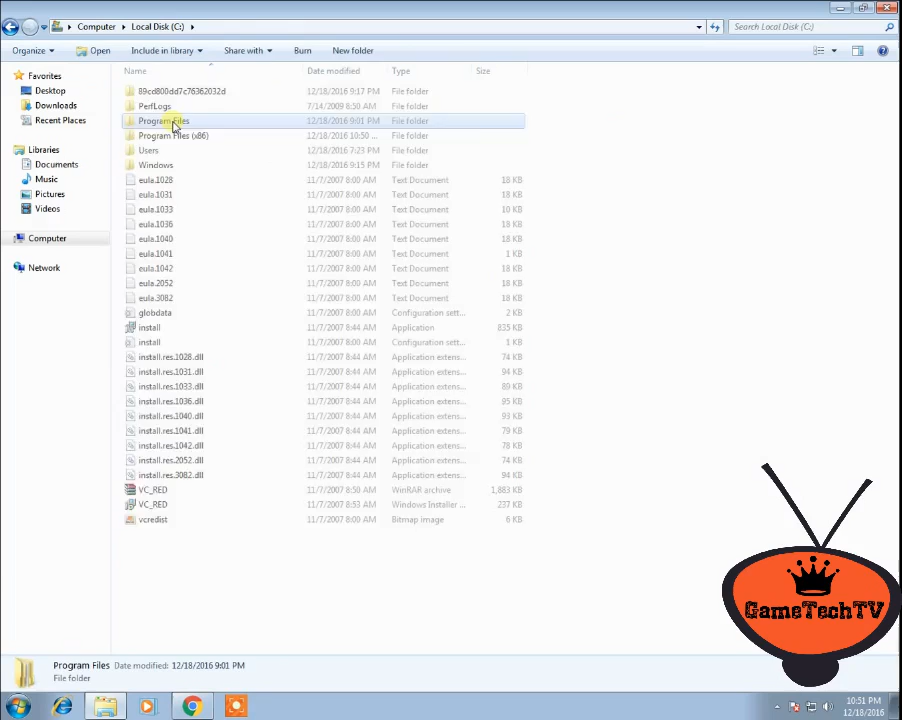 Computer ▸ Local Disk (C:) ▸
Search Local Disk (C:)
Organize Open Include in library Share with Burn New folder
Name Date modified Type Size
Favorites
Desktop
Downloads
Recent Places
Libraries
Documents
Music
Pictures
Videos
Computer
Network
89cd800dd7c76362032d 12/18/2016 9:17 PM File folder
PerfLogs 7/14/2009 8:50 AM File folder
Program Files 12/18/2016 9:01 PM File folder
Program Files (x86) 12/18/2016 10:50 ... File folder
Users 12/18/2016 7:23 PM File folder
Windows 12/18/2016 9:15 PM File folder
eula.1028 11/7/2007 8:00 AM Text Document 18 KB
eula.1031 11/7/2007 8:00 AM Text Document 18 KB
eula.1033 11/7/2007 8:00 AM Text Document 10 KB
eula.1036 11/7/2007 8:00 AM Text Document 18 KB
eula.1040 11/7/2007 8:00 AM Text Document 18 KB
eula.1041 11/7/2007 8:00 AM Text Document 1 KB
eula.1042 11/7/2007 8:00 AM Text Document 18 KB
eula.2052 11/7/2007 8:00 AM Text Document 18 KB
eula.3082 11/7/2007 8:00 AM Text Document 18 KB
globdata 11/7/2007 8:00 AM Configuration sett... 2 KB
install 11/7/2007 8:44 AM Application 835 KB
install 11/7/2007 8:00 AM Configuration sett... 1 KB
install.res.1028.dll 11/7/2007 8:44 AM Application extens... 74 KB
install.res.1031.dll 11/7/2007 8:44 AM Application extens... 94 KB
install.res.1033.dll 11/7/2007 8:44 AM Application extens... 89 KB
install.res.1036.dll 11/7/2007 8:44 AM Application extens... 95 KB
install.res.1040.dll 11/7/2007 8:44 AM Application extens... 93 KB
install.res.1041.dll 11/7/2007 8:44 AM Application extens... 79 KB
install.res.1042.dll 11/7/2007 8:44 AM Application extens... 78 KB
install.res.2052.dll 11/7/2007 8:44 AM Application extens... 74 KB
install.res.3082.dll 11/7/2007 8:44 AM Application extens... 94 KB
VC_RED 11/7/2007 8:50 AM WinRAR archive 1,883 KB
VC_RED 11/7/2007 8:53 AM Windows Installer ... 237 KB
vcredist 11/7/2007 8:00 AM Bitmap image 6 KB
GameTechTV
Program Files Date modified: 12/18/2016 9:01 PM
File folder
10:51 PM
12/18/2016